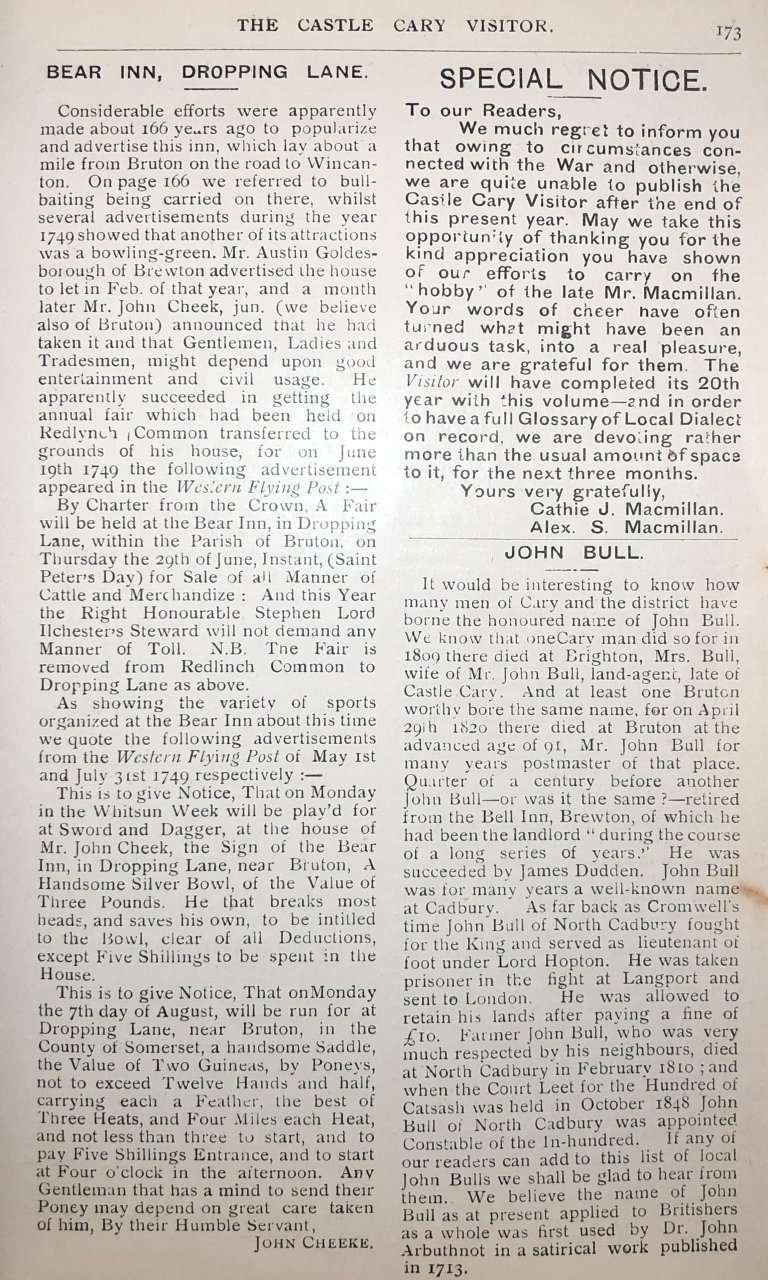 THE CASTLE CARY VISITOR.
173
BEAR INN, DROPPING LANE.
Considerable efforts were apparently
made about 166 years ago to popularize
and advertise this inn, which lay about a
mile from Bruton on the road to Wincan-
ton. On page 166 we referred to bull-
baiting being carried on there, whilst
several advertisements during the year
1749 showed that another of its attractions
was a bowling-green. Mr. Austin Goldes-
borough of Brewton advertised the house
to let in Feb. of that year, and a month
later Mr. John Cheek, jun. (we believe
also of Bruton) announced that he had
taken it and that Gentlemen, Ladies and
Tradesmen, might depend upon good
entertainment and civil usage. He
apparently succeeded in getting the
annual fair which had been held on
Redlynch Common transferred to the
grounds of his house, for on June
19th 1749 the following advertisement
appeared in the Western Flying Post :—
By Charter from the Crown, A Fair
will be held at the Bear Inn, in Dropping
Lane, within the Parish of Bruton, on
Thursday the 29th of June, Instant, (Saint
Peter's Day) for Sale of all Manner of
Cattle and Merchandize : And this Year
the Right Honourable Stephen Lord
Ilchester's Steward will not demand any
Manner of Toll. N.B. The Fair is
removed from Redlinch Common to
Dropping Lane as above.
As showing the variety of sports
organized at the Bear Inn about this time
we quote the following advertisements
from the Western Flying Post of May 1st
and July 31st 1749 respectively :—
This is to give Notice, That on Monday
in the Whitsun Week will be play'd for
at Sword and Dagger, at the house of
Mr. John Cheek, the Sign of the Bear
Inn, in Dropping Lane, near Bruton, A
Handsome Silver Bowl, of the Value of
Three Pounds. He that breaks most
heads, and saves his own, to be intitled
to the Bowl, clear of all Deductions,
except Five Shillings to be spent in the
House.
This is to give Notice, That on Monday
the 7th day of August, will be run for at
Dropping Lane, near Bruton, in the
County of Somerset, a handsome Saddle,
the Value of Two Guineas, by Poneys,
not to exceed Twelve Hands and half,
carrying each a Feather, the best of
Three Heats, and Four Miles each Heat,
and not less than three to start, and to
pay Five Shillings Entrance, and to start
at Four o'clock in the afternoon. Any
Gentleman that has a mind to send their
Poney may depend on great care taken
of him, By their Humble Servant,
JOHN CHEEKE.
SPECIAL NOTICE.
To our Readers,
We much regret to inform you
that owing to circumstances con-
nected with the War and otherwise,
we are quite unable to publish the
Castle Cary Visitor after the end of
this present year. May we take this
opportunity of thanking you for the
kind appreciation you have shown
of our efforts to carry on the
"hobby" of the late Mr. Macmillan.
Your words of cheer have often
turned what might have been an
arduous task, into a real pleasure,
and we are grateful for them. The
Visitor will have completed its 20th
year with this volume—and in order
to have a full Glossary of Local Dialect
on record, we are devoting rather
more than the usual amount of space
to it, for the next three months.
Yours very gratefully,
Cathie J. Macmillan.
Alex. S. Macmillan.
JOHN BULL.
It would be interesting to know how
many men of Cary and the district have
borne the honoured name of John Bull.
We know that one Cary man did so for in
1809 there died at Brighton, Mrs. Bull,
wife of Mr. John Bull, land-agent, late of
Castle Cary. And at least one Bruton
worthy bore the same name, for on April
29th 1820 there died at Bruton at the
advanced age of 91, Mr. John Bull for
many years postmaster of that place.
Quarter of a century before another
John Bull—or was it the same ?—retired
from the Bell Inn, Brewton, of which he
had been the landlord "during the course
of a long series of years." He was
succeeded by James Dudden. John Bull
was for many years a well-known name
at Cadbury. As far back as Cromwell's
time John Bull of North Cadbury fought
for the King and served as lieutenant of
foot under Lord Hopton. He was taken
prisoner in the fight at Langport and
sent to London. He was allowed to
retain his lands after paying a fine of
£10. Farmer John Bull, who was very
much respected by his neighbours, died
at North Cadbury in February 1810 ; and
when the Court Leet for the Hundred of
Catsash was held in October 1848 John
Bull of North Cadbury was appointed
Constable of the In-hundred. If any of
our readers can add to this list of local
John Bulls we shall be glad to hear from
them. We believe the name of John
Bull as at present applied to Britishers
as a whole was first used by Dr. John
Arbuthnot in a satirical work published
in 1713.